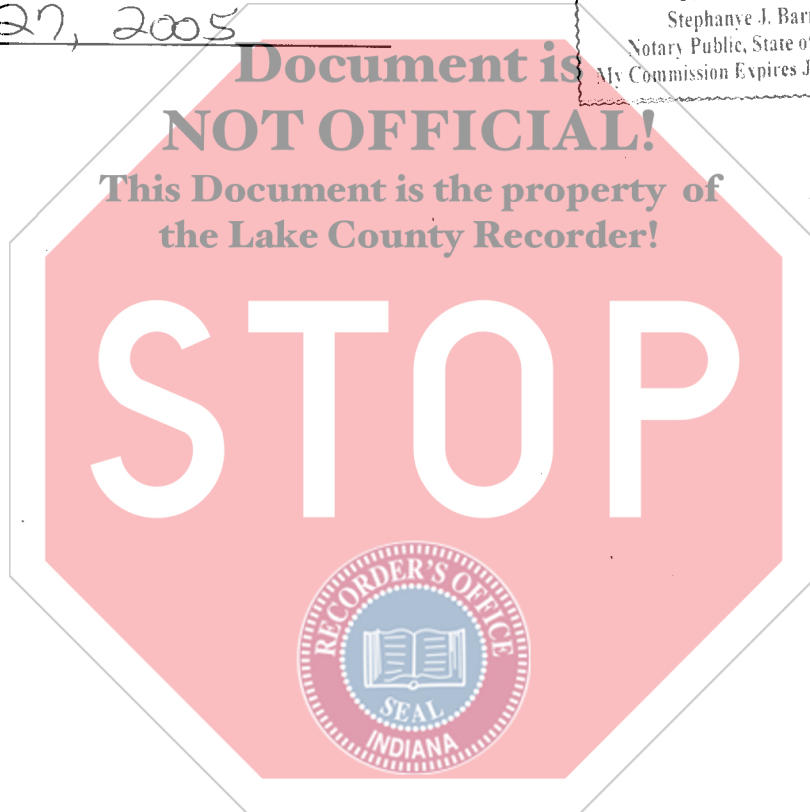 27, 2005
Stephanye J. Bar
Notary Public, State of
My Commission Expires J
Document is
NOT OFFICIAL!
This Document is the property of
the Lake County Recorder!
STOP
RECORDER'S OFFICE
SEAL
INDIANA